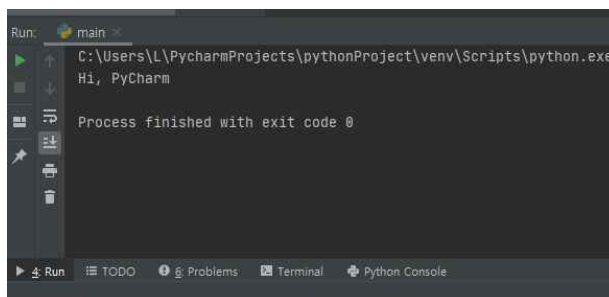 Run: main ×
C:\Users\L\PycharmProjects\pythonProject\venv\Scripts\python.exe
Hi, PyCharm
Process finished with exit code 0
4: Run TODO 6: Problems Terminal Python Console